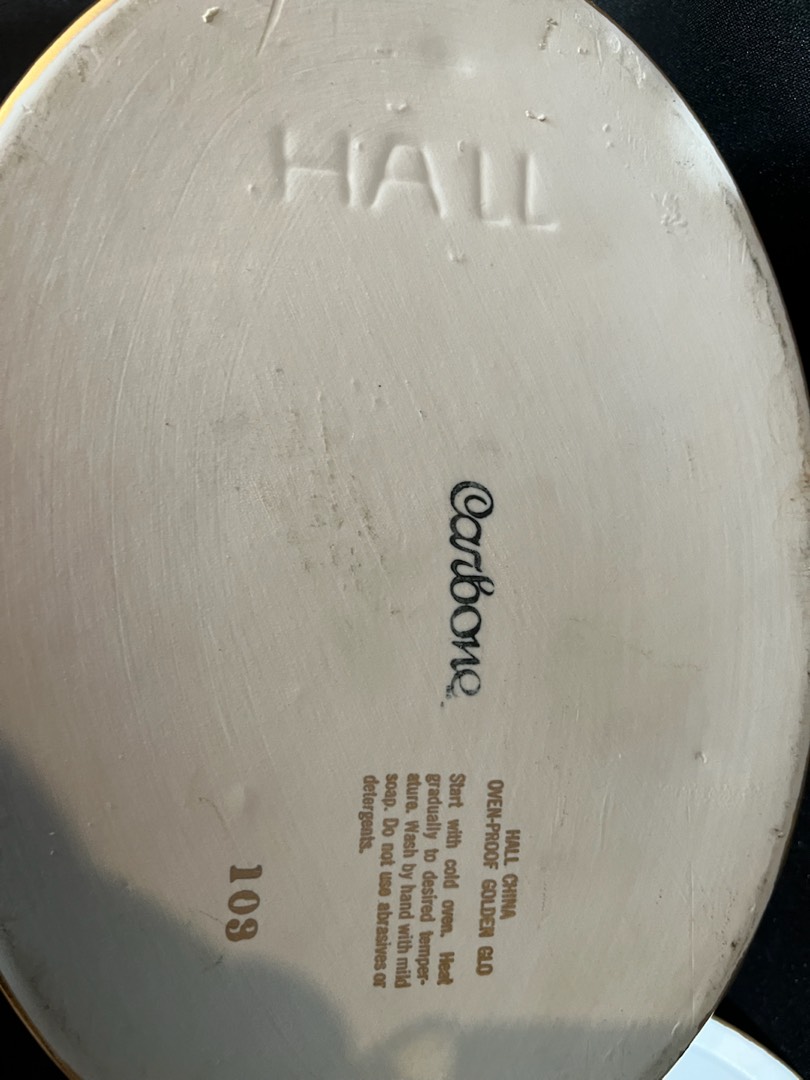 HALL
Carbone
HALL CHINA
OVEN-PROOF GOLDEN GLO
Start with cold oven. Heat
gradually to desired temper-
ature. Wash by hand with mild
soap. Do not use abrasives or
detergents.
103